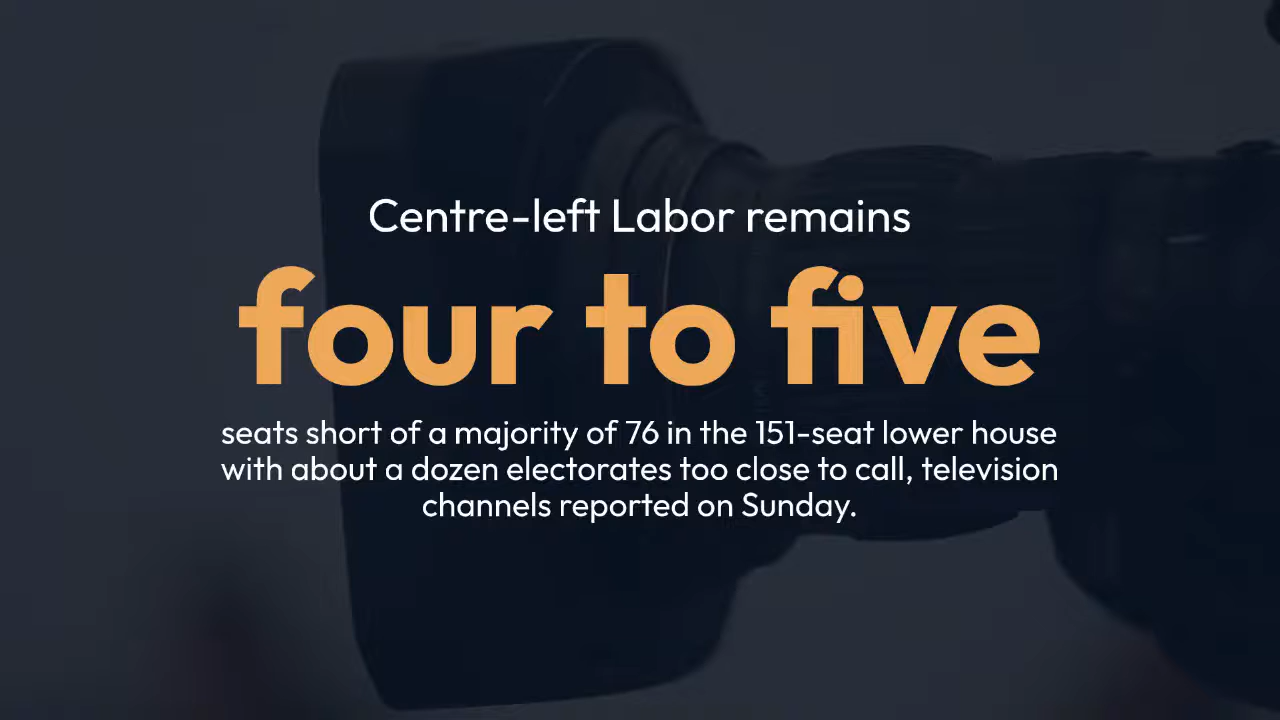 Centre-left Labor remains
four to five
seats short of a majority of 76 in the 151-seat lower house
with about a dozen electorates too close to call, television
channels reported on Sunday.